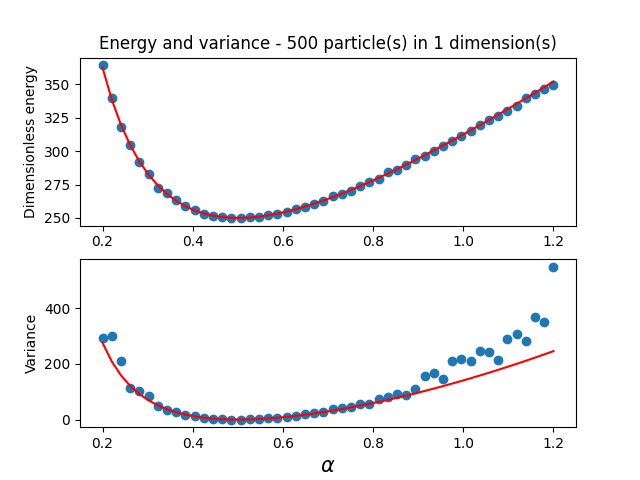 Energy and variance - 500 particle(s) in 1 dimension(s)
Dimensionless energy
350
325
300
275
250
0.2 0.4 0.6 0.8 1.0 1.2
Variance
400
200
0
0.2 0.4 0.6 0.8 1.0 1.2
α